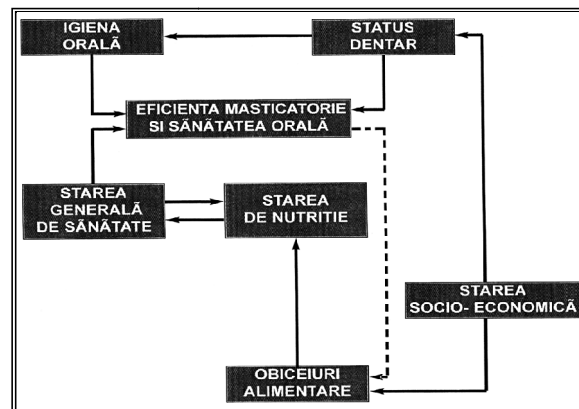 IGIENA
ORALĂ
STATUS
DENTAR
EFICIENTA MASTICATORIE
SI SĂNĂTATEA ORALĂ
STAREA
GENERALĂ
DE SĂNĂTATE
STAREA
DE NUTRITIE
STAREA
SOCIO- ECONOMICĂ
OBICEIURI
ALIMENTARE